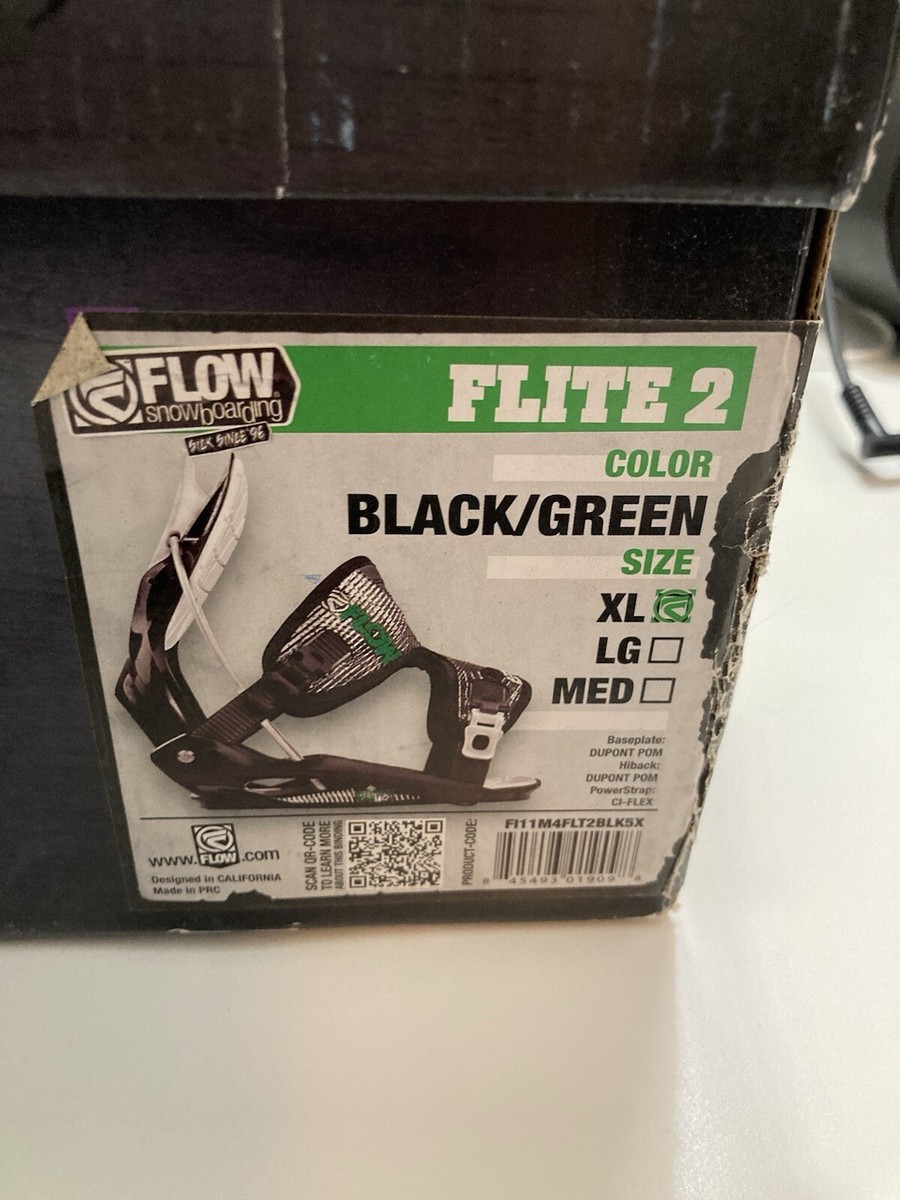 FLOW
snowboarding
SICK SINCE '96
FLITE 2
COLOR
BLACK/GREEN
SIZE
XL
LG
MED
FLOW
Baseplate:
DUPONT POM
Hiback:
DUPONT POM
PowerStrap:
CI-FLEX
www.FLOW.com
Designed in CALIFORNIA
Made in PRC
SCAN QR-CODE
TO LEARN MORE
ABOUT THIS BINDING
PRODUCT-CODE:
FI11M4FLT2BLK5X
8 45493 01909 8